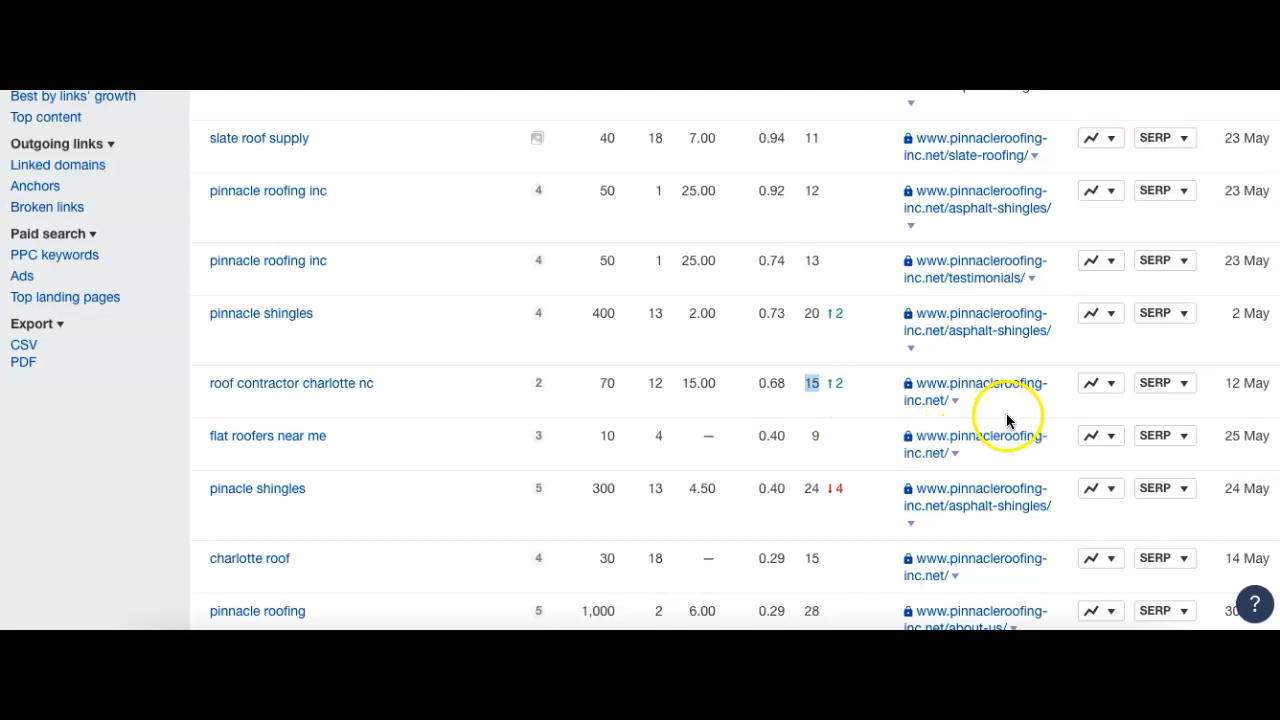 Best by links' growth
Top content
Outgoing links ▼
Linked domains
Anchors
Broken links
Paid search ▼
PPC keywords
Ads
Top landing pages
Export ▼
CSV
PDF
slate roof supply 40 18 7.00 0.94 11 www.pinnacleroofing- SERP ▼ 23 May
inc.net/slate-roofing/ ▼
pinnacle roofing inc 4 50 1 25.00 0.92 12 www.pinnacleroofing- SERP ▼ 23 May
inc.net/asphalt-shingles/
pinnacle roofing inc 4 50 1 25.00 0.74 13 www.pinnacleroofing- SERP ▼ 23 May
inc.net/testimonials/ ▼
pinnacle shingles 4 400 13 2.00 0.73 20 ↑2 www.pinnacleroofing- SERP ▼ 2 May
inc.net/asphalt-shingles/
roof contractor charlotte nc 2 70 12 15.00 0.68 15 ↑2 www.pinnacleroofing- SERP ▼ 12 May
inc.net/ ▼
flat roofers near me 3 10 4 — 0.40 9 www.pinnacleroofing- SERP ▼ 25 May
inc.net/ ▼
pinacle shingles 5 300 13 4.50 0.40 24 ↓4 www.pinnacleroofing- SERP ▼ 24 May
inc.net/asphalt-shingles/
charlotte roof 4 30 18 — 0.29 15 www.pinnacleroofing- SERP ▼ 14 May
inc.net/ ▼
pinnacle roofing 5 1,000 2 6.00 0.29 28 www.pinnacleroofing- SERP ▼
inc.net/about-us/ ▼
?